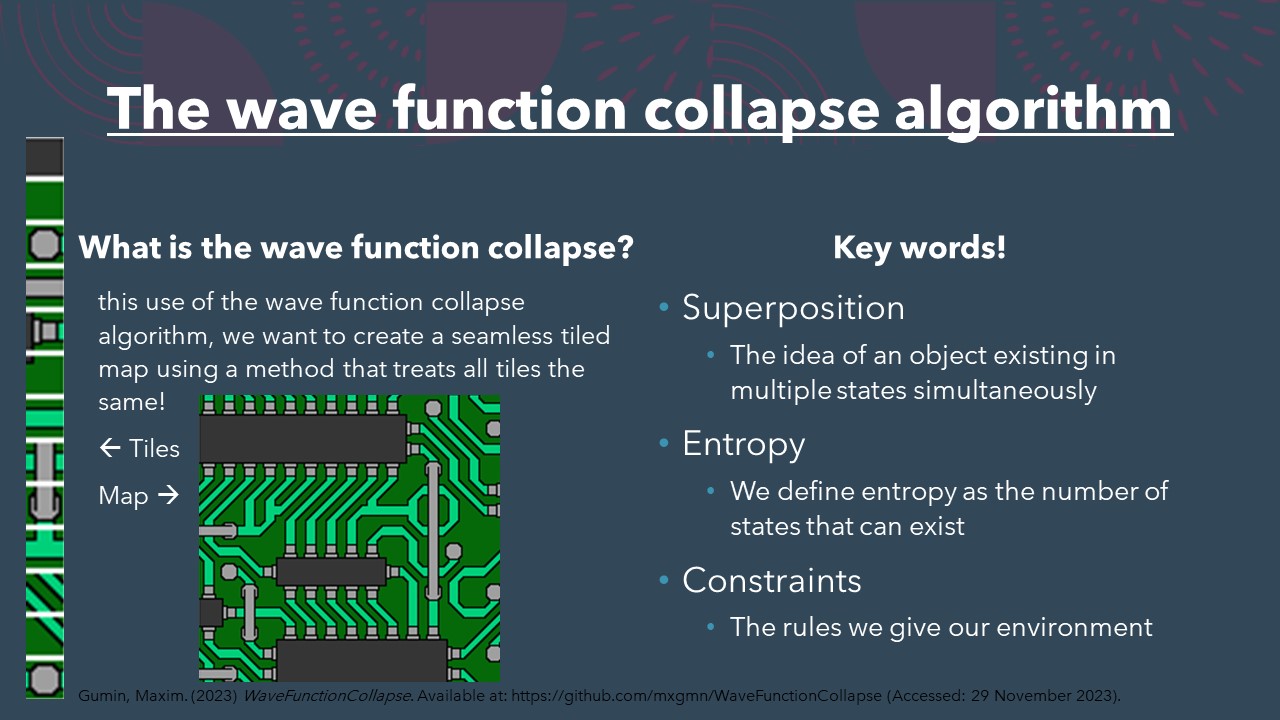 The wave function collapse algorithm
What is the wave function collapse?
this use of the wave function collapse
algorithm, we want to create a seamless tiled
map using a method that treats all tiles the
same!
← Tiles
Map →
Key words!
• Superposition
• The idea of an object existing in
multiple states simultaneously
• Entropy
• We define entropy as the number of
states that can exist
• Constraints
• The rules we give our environment
Gumin, Maxim. (2023) WaveFunctionCollapse. Available at: https://github.com/mxgmn/WaveFunctionCollapse (Accessed: 29 November 2023).